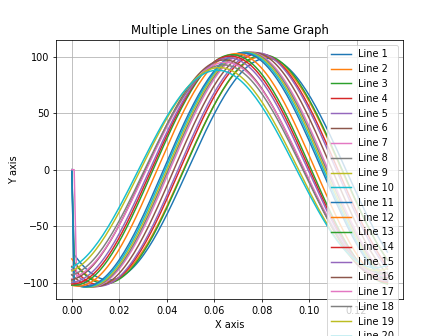 Multiple Lines on the Same Graph
Y axis
100
50
0
−50
−100
0.00
0.02
0.04
0.06
0.08
0.10
X axis
Line 1
Line 2
Line 3
Line 4
Line 5
Line 6
Line 7
Line 8
Line 9
Line 10
Line 11
Line 12
Line 13
Line 14
Line 15
Line 16
Line 17
Line 18
Line 19
Line 20